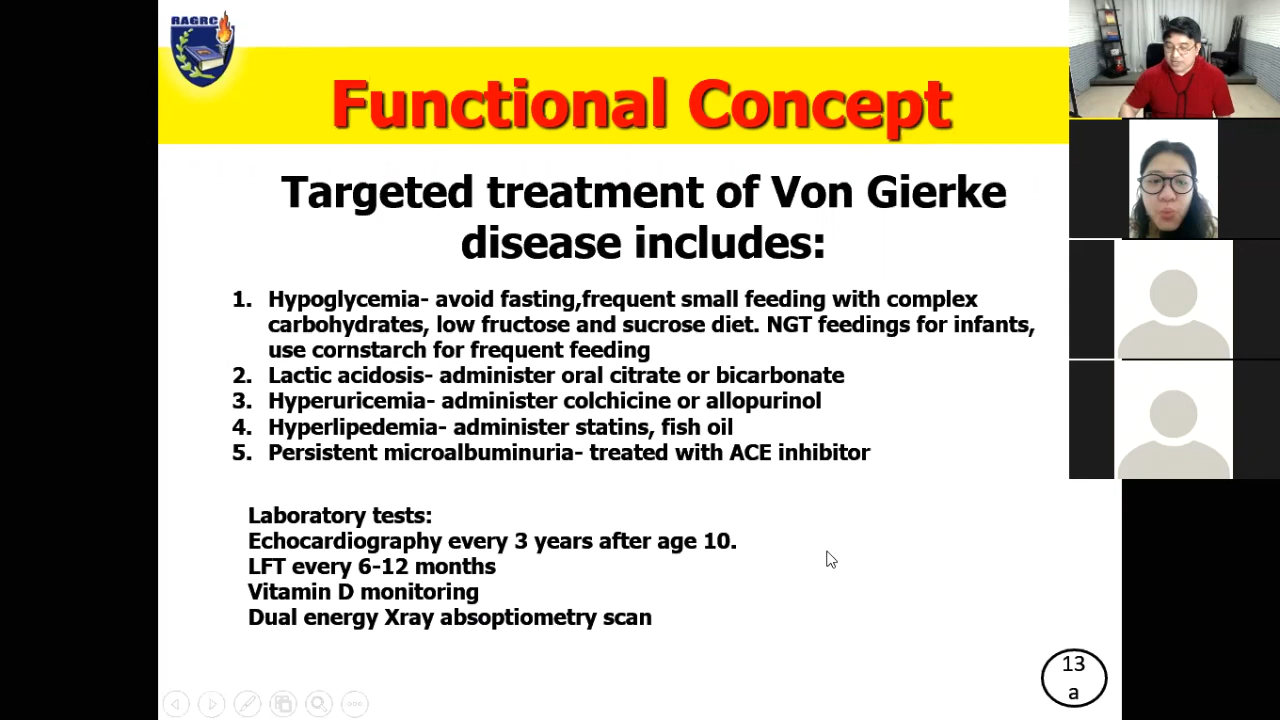 RAGRC
Functional Concept
Targeted treatment of Von Gierke
disease includes:
1. Hypoglycemia- avoid fasting,frequent small feeding with complex
carbohydrates, low fructose and sucrose diet. NGT feedings for infants,
use cornstarch for frequent feeding
2. Lactic acidosis- administer oral citrate or bicarbonate
3. Hyperuricemia- administer colchicine or allopurinol
4. Hyperlipedemia- administer statins, fish oil
5. Persistent microalbuminuria- treated with ACE inhibitor
Laboratory tests:
Echocardiography every 3 years after age 10.
LFT every 6-12 months
Vitamin D monitoring
Dual energy Xray absoptiometry scan
13
a